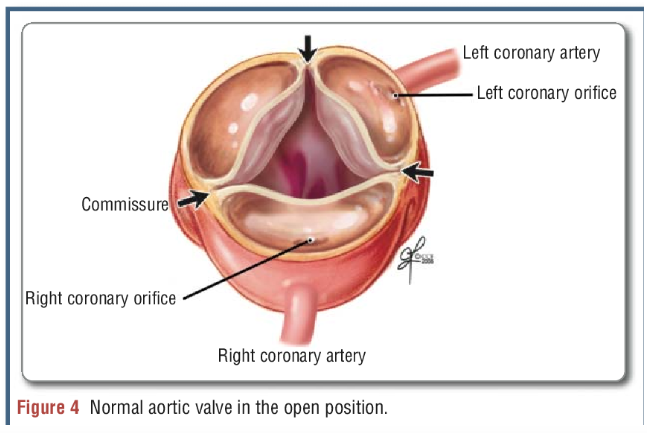 Left coronary artery
Left coronary orifice
Commissure
Right coronary orifice
Right coronary artery
Figure 4 Normal aortic valve in the open position.